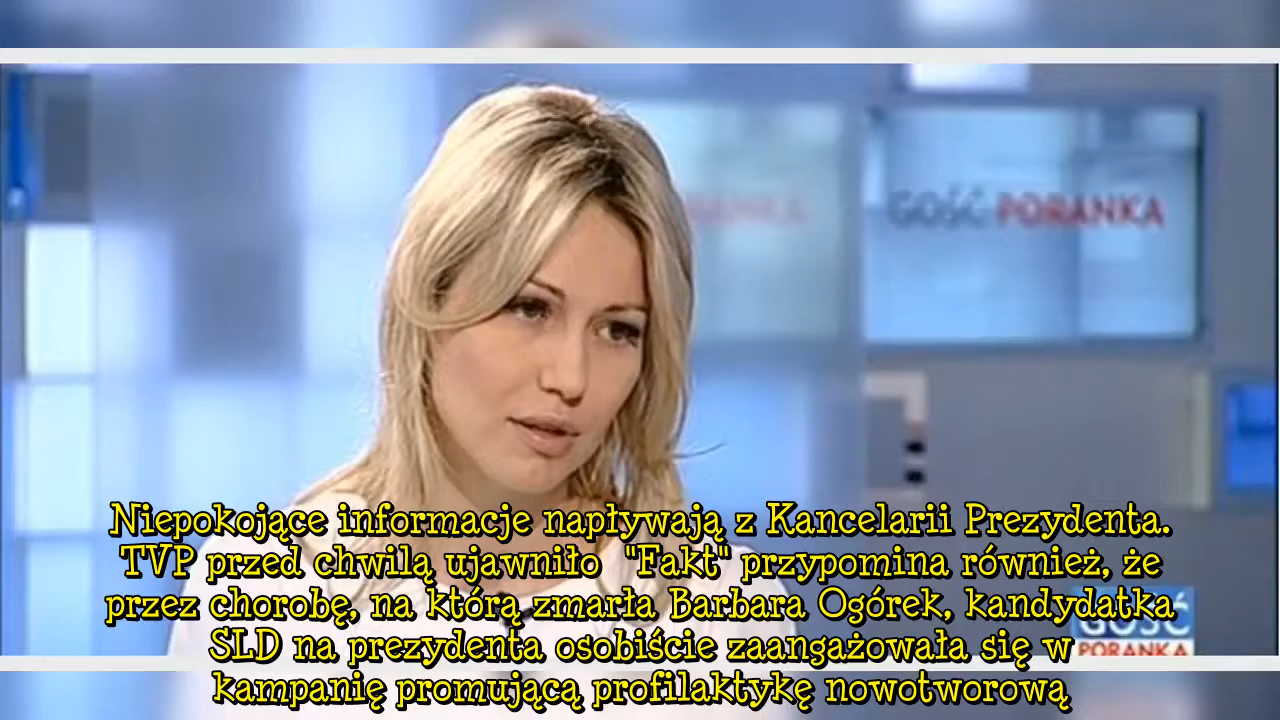 GOŚĆ PORANKA
Niepokojące informacje napływają z Kancelarii Prezydenta.
TVP przed chwilą ujawniło "Fakt" przypomina również, że
przez chorobę, na którą zmarła Barbara Ogórek, kandydatka
SLD na prezydenta osobiście zaangażowała się w
kampanię promującą profilaktykę nowotworową
GOŚĆ
PORANKA